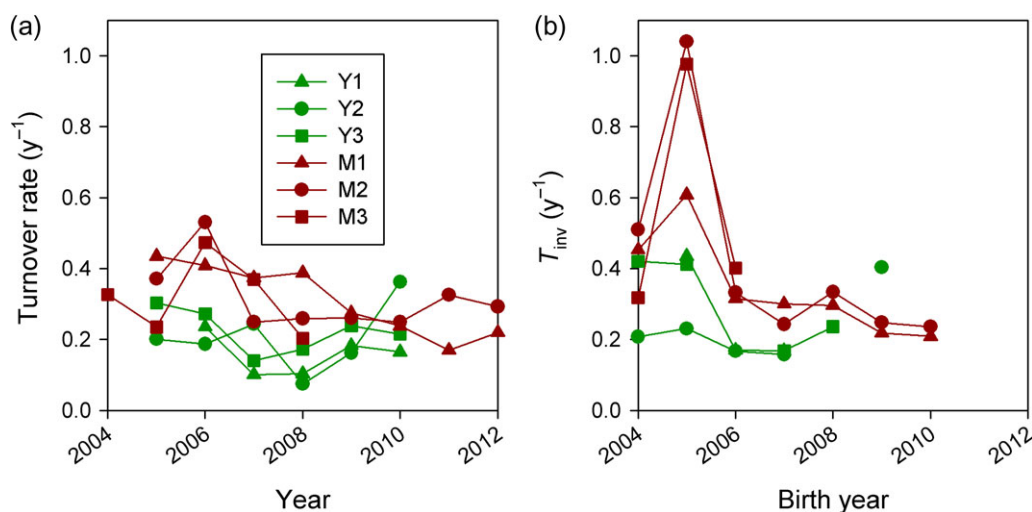 (a)
Turnover rate (y⁻¹)
1.0
0.8
0.6
0.4
0.2
0.0
Y1
Y2
Y3
M1
M2
M3
2004
2006
2008
2010
2012
Year
(b)
T_inv (y⁻¹)
1.0
0.8
0.6
0.4
0.2
0.0
2004
2006
2008
2010
2012
Birth year